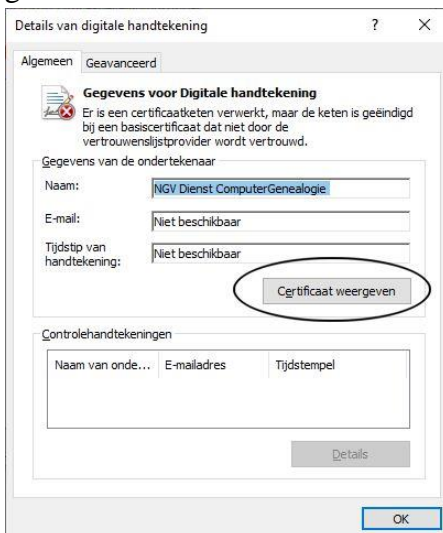 Details van digitale handtekening ? X
Algemeen Geavanceerd
Gegevens voor Digitale handtekening
Er is een certificaatketen verwerkt, maar de keten is geëindigd
bij een basiscertificaat dat niet door de
vertrouwenslijstprovider wordt vertrouwd.
Gegevens van de ondertekenaar
Naam: NGV Dienst ComputerGenealogie
E-mail: Niet beschikbaar
Tijdstip van
handtekening: Niet beschikbaar
Certificaat weergeven
Controlehandtekeningen
Naam van onde... E-mailadres Tijdstempel
Details
OK